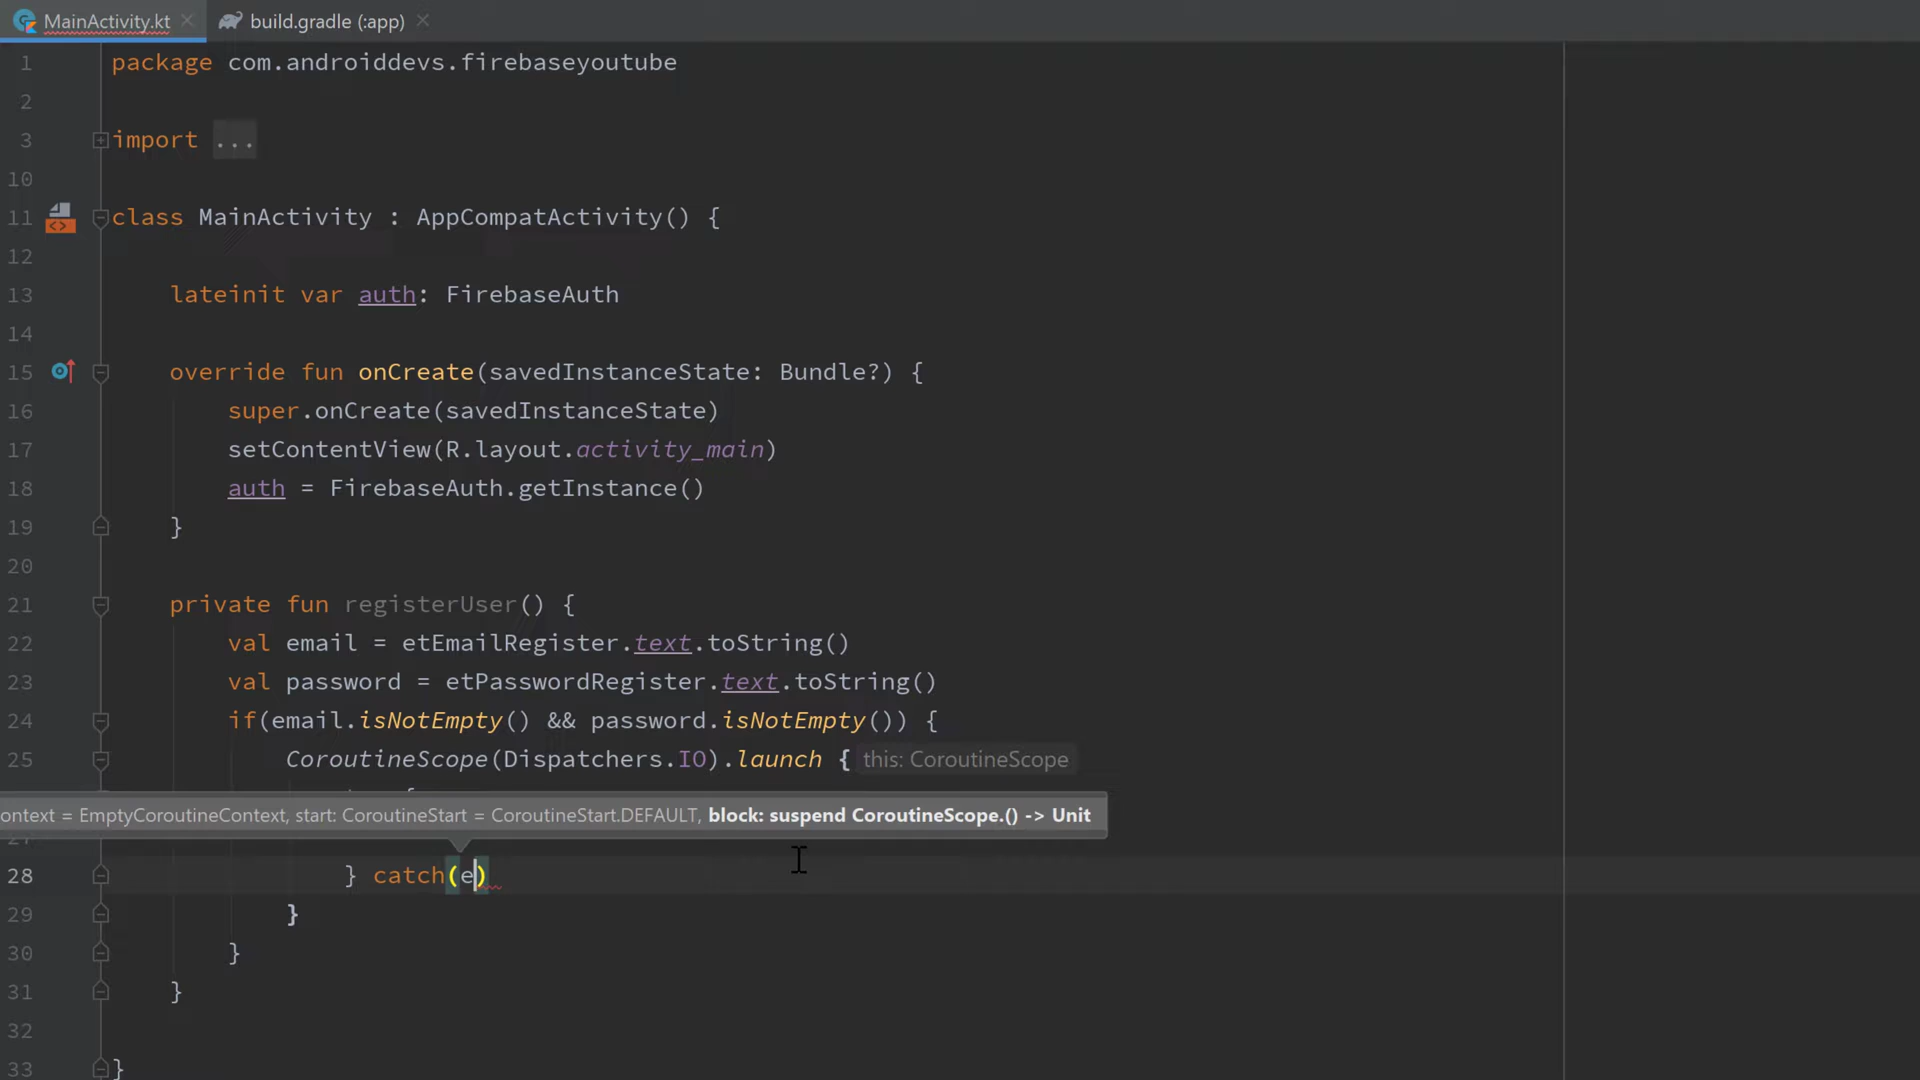 MainActivity.kt
build.gradle (:app)
1 package com.androiddevs.firebaseyoutube
2
3 import ...
10
11 class MainActivity : AppCompatActivity() {
12
13 lateinit var auth: FirebaseAuth
14
15 override fun onCreate(savedInstanceState: Bundle?) {
16 super.onCreate(savedInstanceState)
17 setContentView(R.layout.activity_main)
18 auth = FirebaseAuth.getInstance()
19 }
20
21 private fun registerUser() {
22 val email = etEmailRegister.text.toString()
23 val password = etPasswordRegister.text.toString()
24 if(email.isNotEmpty() && password.isNotEmpty()) {
25 CoroutineScope(Dispatchers.IO).launch { this: CoroutineScope
ontext = EmptyCoroutineContext, start: CoroutineStart = CoroutineStart.DEFAULT, block: suspend CoroutineScope.() -> Unit
28 } catch(e)
29 }
30 }
31 }
32
33 }